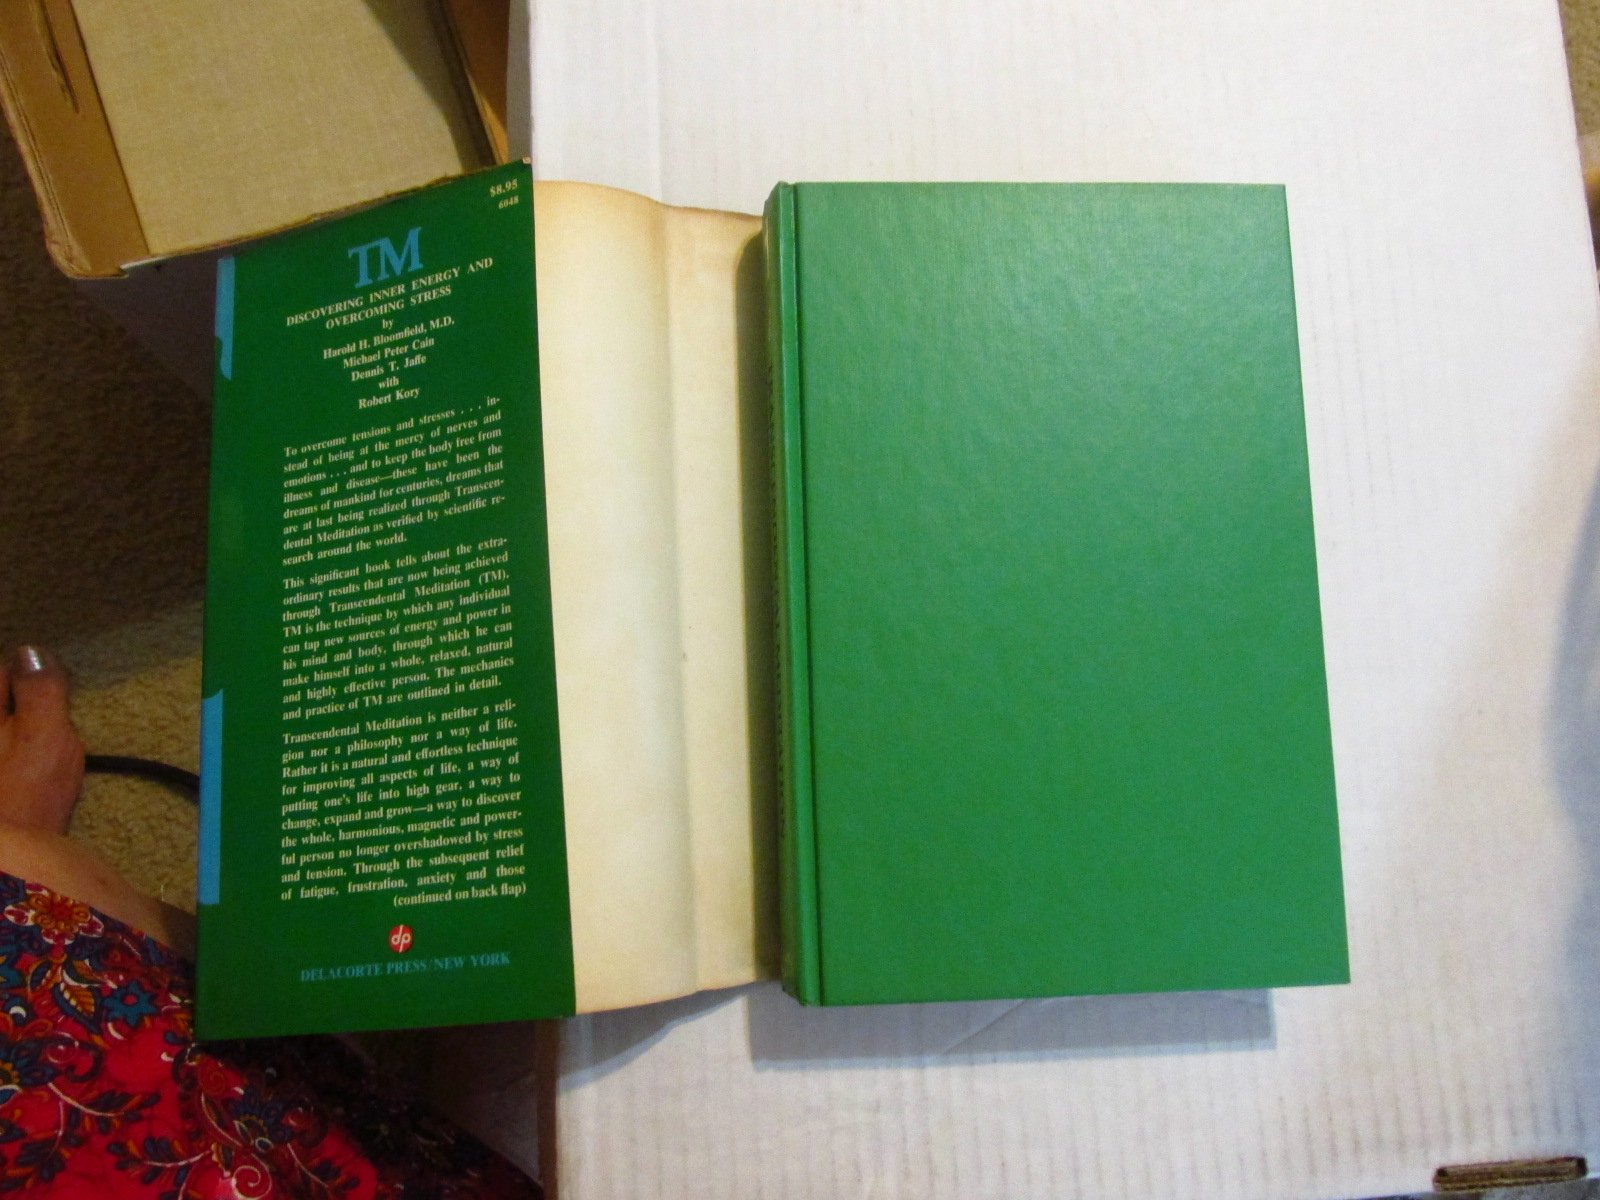 $8.95
6048
TM
DISCOVERING INNER ENERGY AND
OVERCOMING STRESS
by
Harold H. Bloomfield, M.D.
Michael Peter Cain
Dennis T. Jaffe
with
Robert Kory
To overcome tensions and stresses . . . in-
stead of being at the mercy of nerves and
emotions . . . and to keep the body free from
illness and disease—these have been the
dreams of mankind for centuries, dreams that
are at last being realized through Transcen-
dental Meditation as verified by scientific re-
search around the world.
This significant book tells about the extra-
ordinary results that are now being achieved
through Transcendental Meditation (TM).
TM is the technique by which any individual
can tap new sources of energy and power in
his mind and body, through which he can
make himself into a whole, relaxed, natural
and highly effective person. The mechanics
and practice of TM are outlined in detail.
Transcendental Meditation is neither a reli-
gion nor a philosophy nor a way of life.
Rather it is a natural and effortless technique
for improving all aspects of life, a way of
putting one's life into high gear, a way to
change, expand and grow—a way to discover
the whole, harmonious, magnetic and power-
ful person no longer overshadowed by stress
and tension. Through the subsequent relief
of fatigue, frustration, anxiety and those
(continued on back flap)
dp
DELACORTE PRESS/NEW YORK